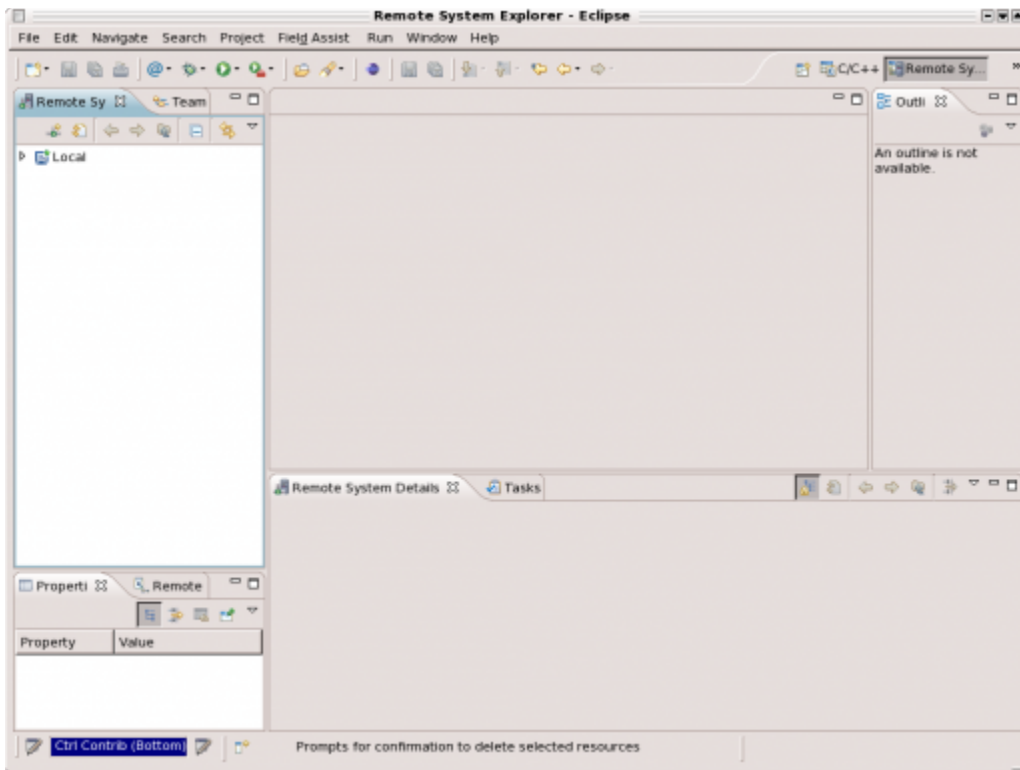 Remote System Explorer - Eclipse
File Edit Navigate Search Project Field Assist Run Window Help
C/C++ Remote Sy... »
Remote Sy Team
Outli
Local
An outline is not
available.
Remote System Details Tasks
Properti Remote
Property Value
Ctrl Contrib (Bottom) Prompts for confirmation to delete selected resources